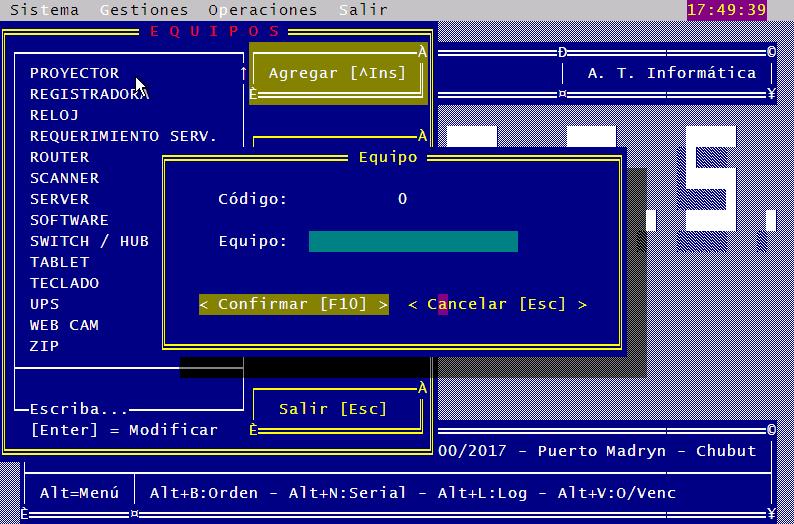 Sistema Gestiones Operaciones Salir 17:49:39
E Q U I P O S
PROYECTOR
REGISTRADORA
RELOJ
REQUERIMIENTO SERV.
ROUTER
SCANNER
SERVER
SOFTWARE
SWITCH / HUB
TABLET
TECLADO
UPS
WEB CAM
ZIP
Escriba...
[Enter] = Modificar
Agregar [^Ins]
A. T. Informática
Equipo
Código: 0
Equipo:
< Confirmar [F10] > < Cancelar [Esc] >
Salir [Esc]
00/2017 - Puerto Madryn - Chubut
Alt=Menú Alt+B:Orden - Alt+N:Serial - Alt+L:Log - Alt+V:O/Venc